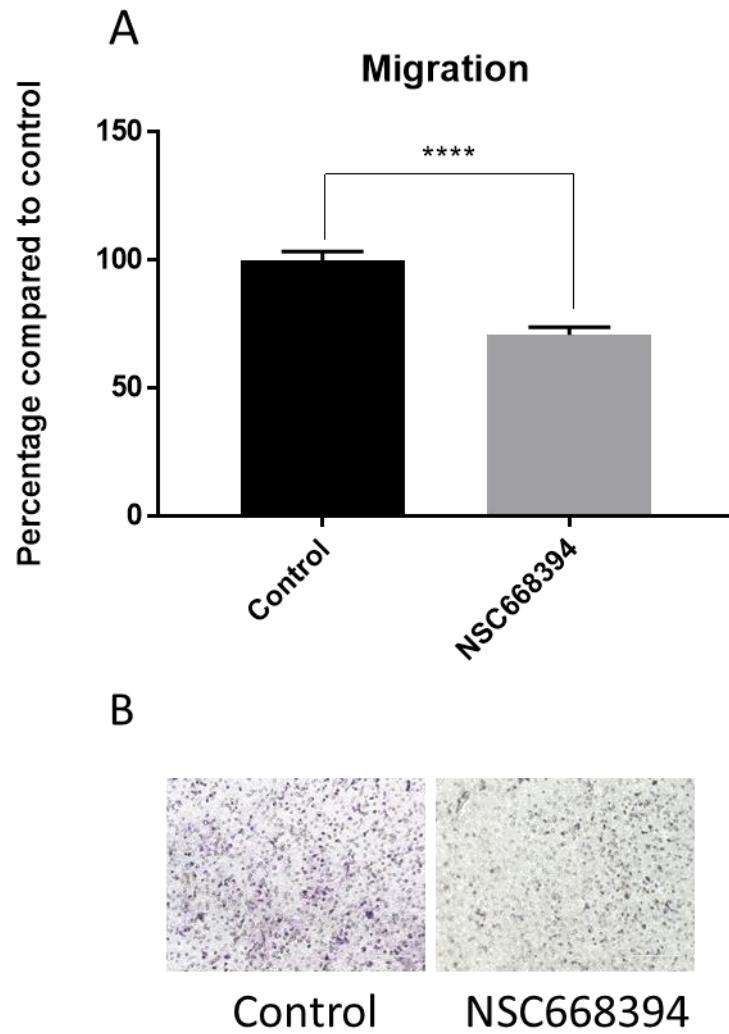 A
Migration
Percentage compared to control
150
100
50
0
****
Control
NSC668394
B
Control
NSC668394